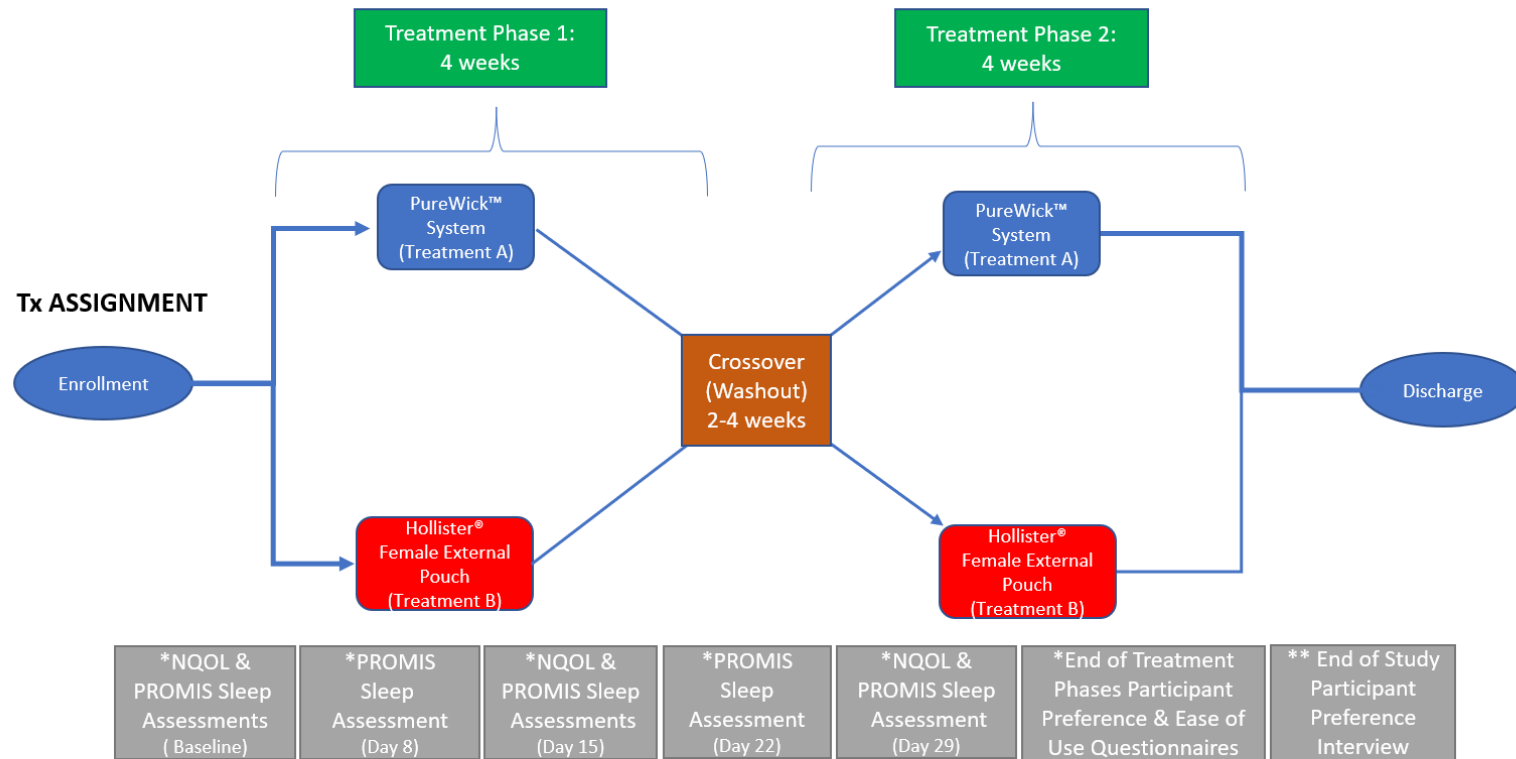 Treatment Phase 1:
4 weeks
Treatment Phase 2:
4 weeks
PureWick™
System
(Treatment A)
PureWick™
System
(Treatment A)
Tx ASSIGNMENT
Enrollment
Crossover
(Washout)
2-4 weeks
Discharge
Hollister®
Female External
Pouch
(Treatment B)
Hollister®
Female External
Pouch
(Treatment B)
*NQOL &
PROMIS Sleep
Assessments
( Baseline)
*PROMIS
Sleep
Assessment
(Day 8)
*NQOL &
PROMIS Sleep
Assessments
(Day 15)
*PROMIS
Sleep
Assessment
(Day 22)
*NQOL &
PROMIS Sleep
Assessments
(Day 29)
*End of Treatment
Phases Participant
Preference & Ease of
Use Questionnaires
** End of Study
Participant
Preference
Interview